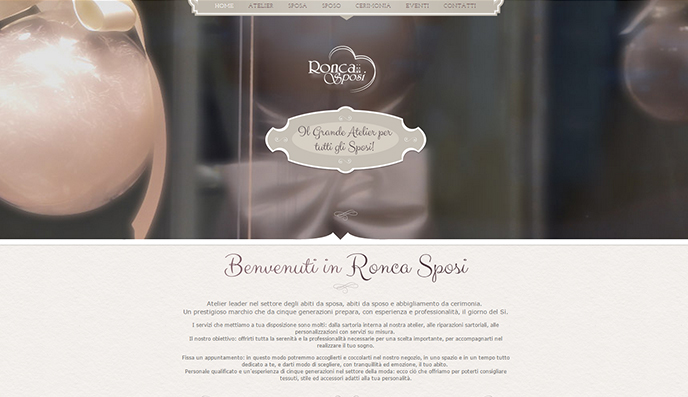 HOME ATELIER SPOSA SPOSO CERIMONIA EVENTI CONTATTI
Ronca
Sposi
Il Grande Atelier per
tutti gli Sposi!
Benvenuti in Ronca Sposi
Atelier leader nel settore degli abiti da sposa, abiti da sposo e abbigliamento da cerimonia.
Un prestigioso marchio che da cinque generazioni prepara, con esperienza e professionalità, il giorno del Sì.
I servizi che mettiamo a tua disposizione sono molti: dalla sartoria interna al nostro atelier, alle riparazioni sartoriali, alle
personalizzazioni con servizi su misura.
Il nostro obiettivo: offrirti tutta la serenità e la professionalità necessarie per una scelta importante, per accompagnarti nel
realizzare il tuo sogno.
Fissa un appuntamento: in questo modo potremmo accoglierti e coccolarti nel nostro negozio, in uno spazio e in un tempo tutto
dedicato a te, e darti modo di scegliere, con tranquillità ed emozione, il tuo abito.
Personale qualificato e un'esperienza di cinque generazioni nel settore della moda: ecco ciò che offriamo per poterti consigliare
tessuti, stile ed accessori adatti alla tua personalità.